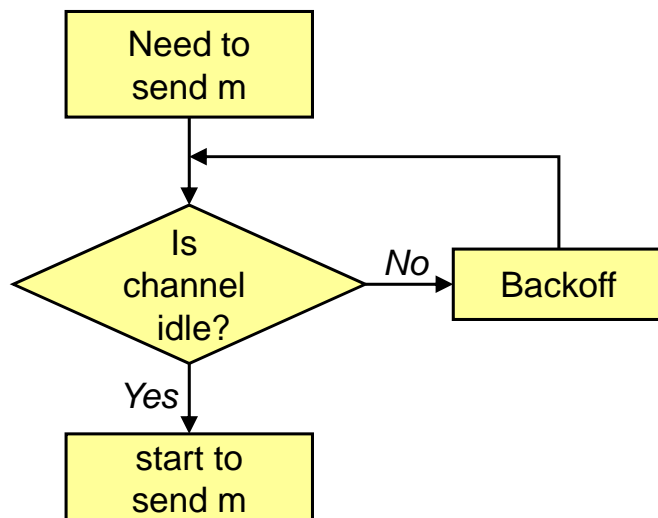 Need to
send m
Is
channel
idle?
No
Backoff
Yes
start to
send m